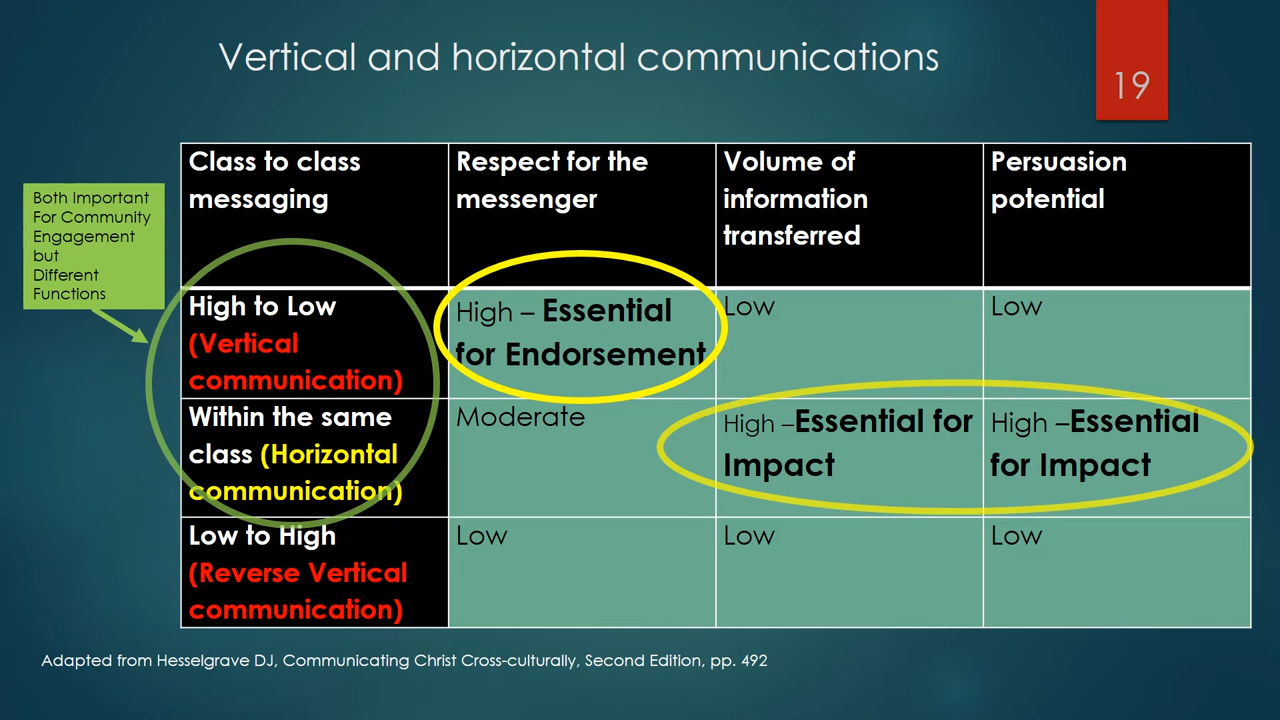 Vertical and horizontal communications
19
Both Important
For Community
Engagement
but
Different
Functions
Class to class
messaging
Respect for the
messenger
Volume of
information
transferred
Persuasion
potential
High to Low
(Vertical
communication)
High – Essential
for Endorsement
Low
Low
Within the same
class (Horizontal
communication)
Moderate
High –Essential for
Impact
High –Essential
for Impact
Low to High
(Reverse Vertical
communication)
Low
Low
Low
Adapted from Hesselgrave DJ, Communicating Christ Cross-culturally, Second Edition, pp. 492